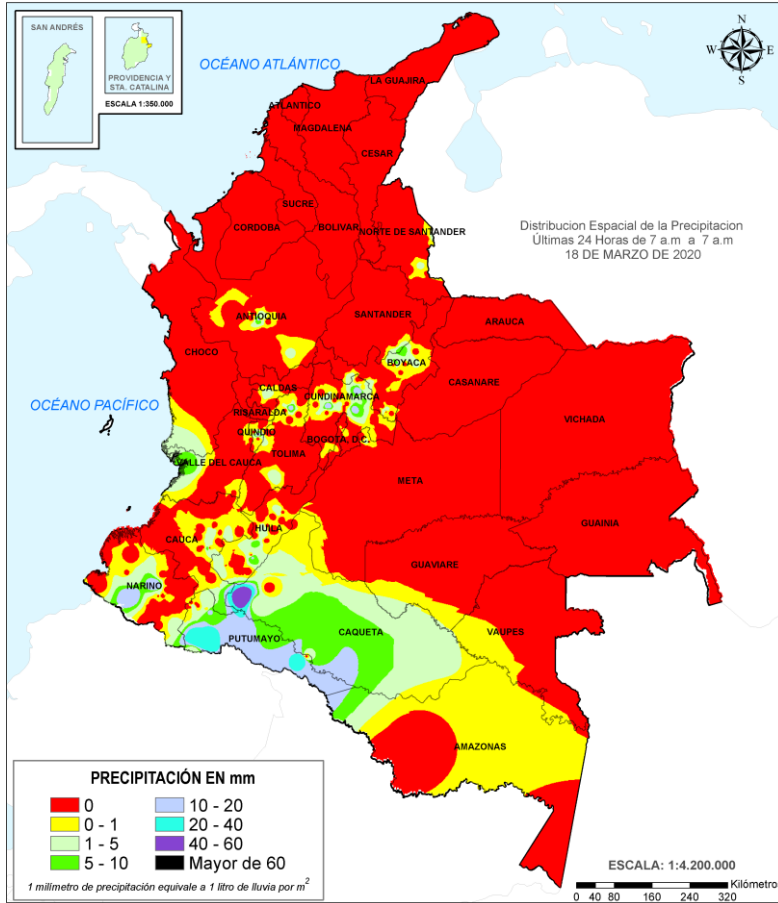 SAN ANDRÉS
PROVIDENCIA Y
STA. CATALINA
ESCALA 1:350.000
OCÉANO ATLÁNTICO
N
W
E
S
LA GUAJIRA
ATLANTICO
MAGDALENA
CESAR
SUCRE
CORDOBA
BOLIVAR
NORTE DE SANTANDER
Distribucion Espacial de la Precipitacion
Últimas 24 Horas de 7 a.m a 7 a.m
18 DE MARZO DE 2020
ANTIOQUIA
SANTANDER
ARAUCA
CHOCO
BOYACA
CASANARE
CALDAS
CUNDINAMARCA
OCÉANO PACÍFICO
RISARALDA
VICHADA
QUINDIO
BOGOTA, D.C.
TOLIMA
VALLE DEL CAUCA
META
GUAINIA
HUILA
CAUCA
GUAVIARE
NARINO
CAQUETA
VAUPES
PUTUMAYO
AMAZONAS
PRECIPITACIÓN EN mm
0
0 - 1
1 - 5
5 - 10
10 - 20
20 - 40
40 - 60
Mayor de 60
1 milímetro de precipitación equivale a 1 litro de lluvia por m²
ESCALA: 1:4.200.000
Kilómetro
0 40 80 160 240 320